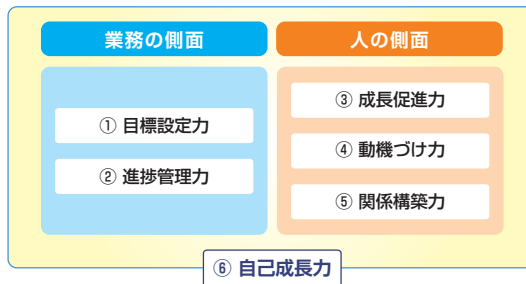 業務の側面
人の側面
① 目標設定力
② 進捗管理力
③ 成長促進力
④ 動機づけ力
⑤ 関係構築力
⑥ 自己成長力